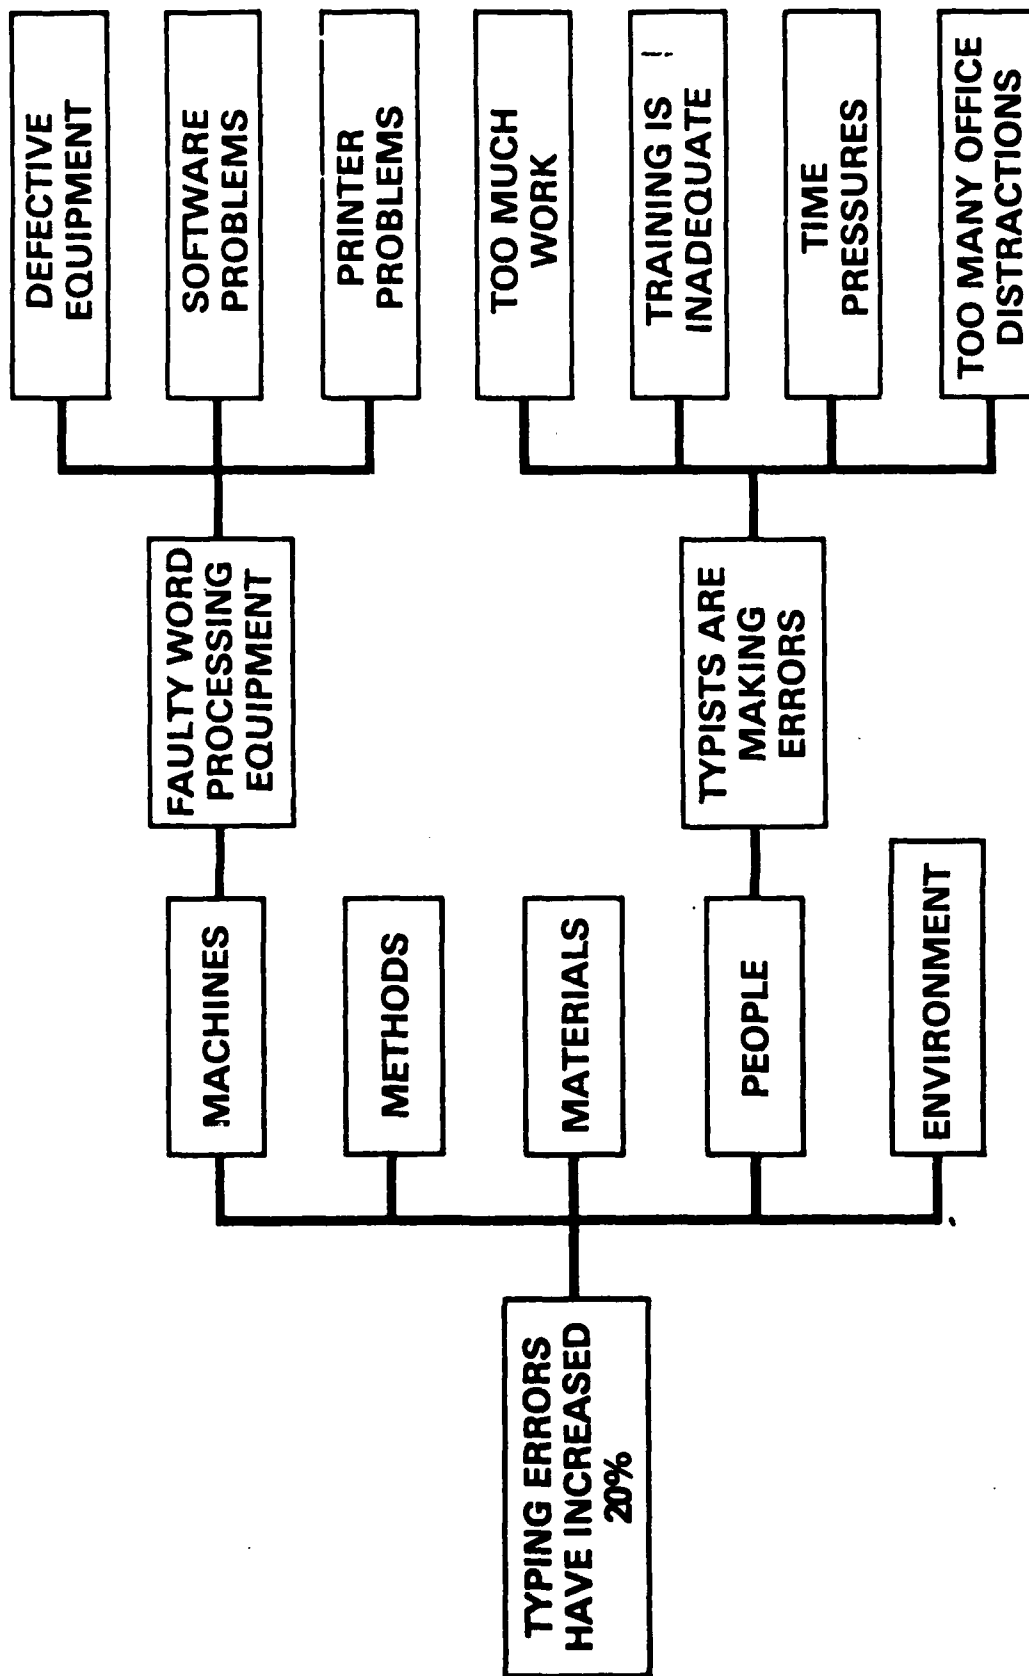 TYPING ERRORS
HAVE INCREASED
20%
MACHINES
METHODS
MATERIALS
PEOPLE
ENVIRONMENT
FAULTY WORD
PROCESSING
EQUIPMENT
TYPISTS ARE
MAKING
ERRORS
DEFECTIVE
EQUIPMENT
SOFTWARE
PROBLEMS
PRINTER
PROBLEMS
TOO MUCH
WORK
TRAINING IS
INADEQUATE
TIME
PRESSURES
TOO MANY OFFICE
DISTRACTIONS